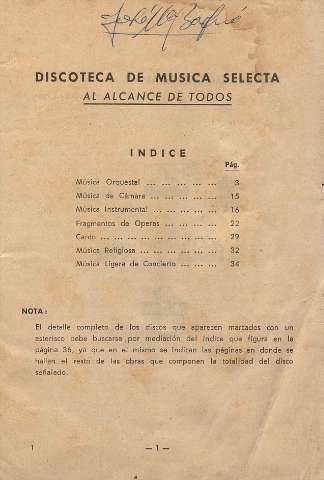 DISCOTECA DE MUSICA SELECTA
AL ALCANCE DE TODOS
INDICE
Pág.
Música Orquestal ... ... ... ... ... 3
Música de Cámara ... ... ... ... ... 15
Música Instrumental ... ... ... ... 16
Fragmentos de Operas ... ... ... ... 22
Canto ... ... ... ... ... ... ... ... 29
Música Religiosa ... ... ... ... ... 32
Música Ligera de Concierto ... ... ... 34
NOTA:
El detalle completo de los discos que aparecen marcados con un
asterisco debe buscarse por mediación del índice que figura en la
página 36, ya que en el mismo se indican las páginas en donde se
hallan el resto de las obras que componen la totalidad del disco
señalado.
1
— 1 —